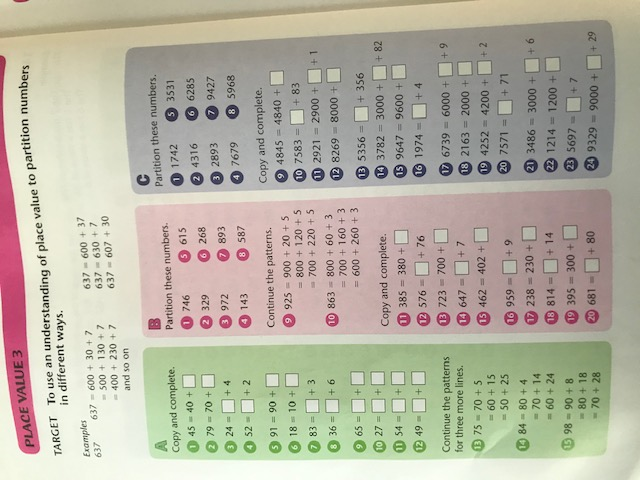 PLACE VALUE 3
TARGET To use an understanding of place value to partition numbers
in different ways.
Examples
637 637 = 600 + 30 + 7 637 = 600 + 37
= 500 + 130 + 7 637 = 630 + 7
= 400 + 230 + 7 637 = 607 + 30
and so on
A
Copy and complete.
1 45 = 40 + □
2 79 = 70 + □
3 24 = □ + 4
4 52 = □ + 2
5 91 = 90 + □
6 18 = 10 + □
7 83 = □ + 3
8 36 = □ + 6
9 65 = □ + □
10 27 = □ + □
11 54 = □ + □
12 49 = □ + □
Continue the patterns
for three more lines.
13 75 = 70 + 5
= 60 + 15
= 50 + 25
14 84 = 80 + 4
= 70 + 14
= 60 + 24
15 98 = 90 + 8
= 80 + 18
= 70 + 28
B
Partition these numbers.
1 746 5 615
2 329 6 268
3 972 7 893
4 143 8 587
Continue the patterns.
9 925 = 900 + 20 + 5
= 800 + 120 + 5
= 700 + 220 + 5
10 863 = 800 + 60 + 3
= 700 + 160 + 3
= 600 + 260 + 3
Copy and complete.
11 385 = 380 + □
12 576 = □ + 76
13 723 = 700 + □
14 647 = □ + 7
15 462 = 402 + □
16 959 = □ + 9
17 238 = 230 + □
18 814 = □ + 14
19 395 = 300 + □
20 681 = □ + 80
C
Partition these numbers.
1 1742 5 3531
2 4316 6 6285
3 2893 7 9427
4 7679 8 5968
Copy and complete.
9 4845 = 4840 + □
10 7583 = □ + 83
11 2921 = 2900 + □ + 1
12 8269 = 8000 + □
13 5356 = □ + 356
14 3782 = 3000 + □ + 82
15 9647 = 9600 + □
16 1974 = □ + 4
17 6739 = 6000 + □ + 9
18 2163 = 2000 + □
19 4252 = 4200 + □ + 2
20 7571 = □ + 71
21 3486 = 3000 + □ + 6
22 1214 = 1200 + □
23 5697 = □ + 7
24 9329 = 9000 + □ + 29